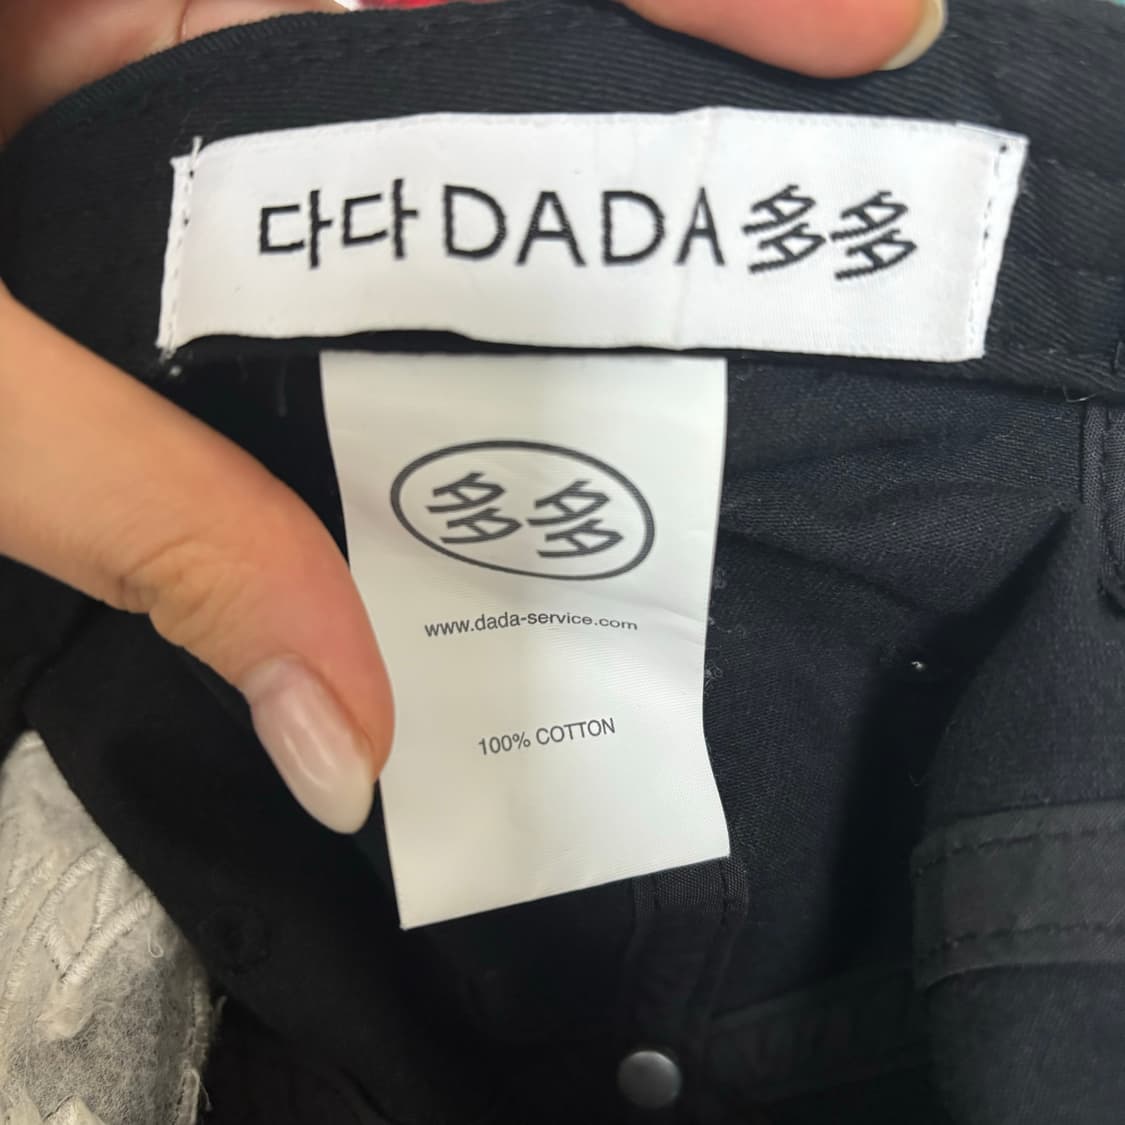 다다 DADA 多多
多多
www.dada-service.com
100% COTTON